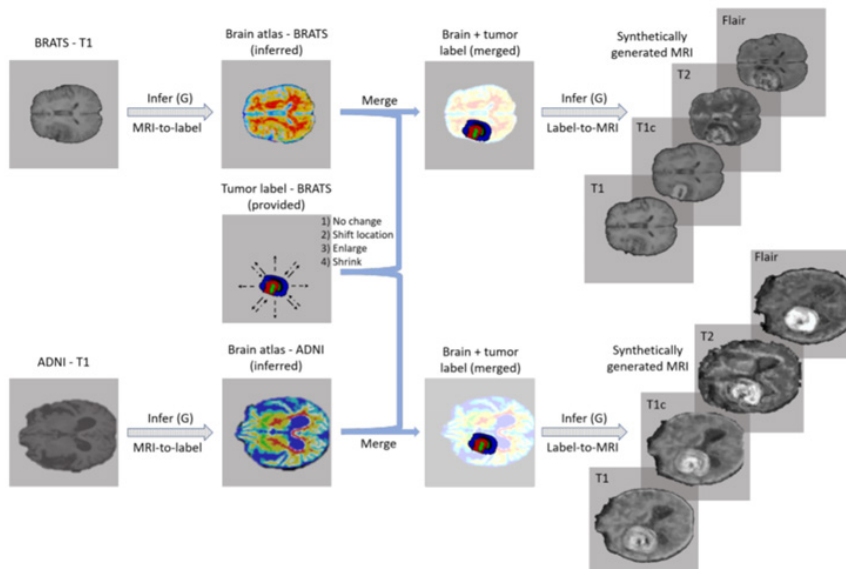 BRATS - T1
Infer (G)
MRI-to-label
Brain atlas - BRATS
(inferred)
Merge
Brain + tumor
label (merged)
Infer (G)
Label-to-MRI
Synthetically
generated MRI
Flair
T2
T1c
T1
Tumor label - BRATS
(provided)
1) No change
2) Shift location
3) Enlarge
4) Shrink
ADNI - T1
Infer (G)
MRI-to-label
Brain atlas - ADNI
(inferred)
Merge
Brain + tumor
label (merged)
Infer (G)
Label-to-MRI
Synthetically
generated MRI
Flair
T2
T1c
T1